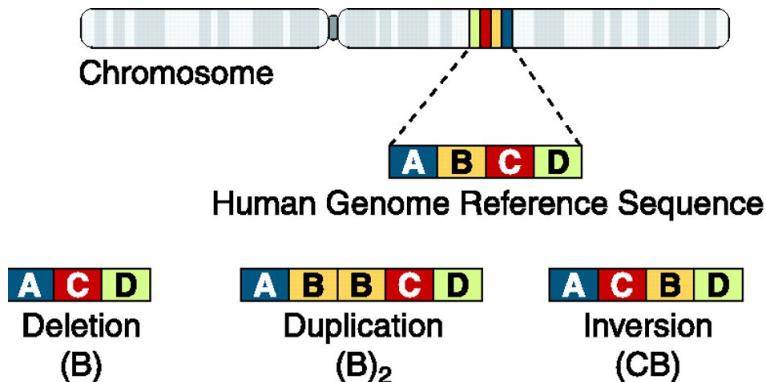 Chromosome
A B C D
Human Genome Reference Sequence
A C D
Deletion
(B)
A B B C D
Duplication
(B)₂
A C B D
Inversion
(CB)